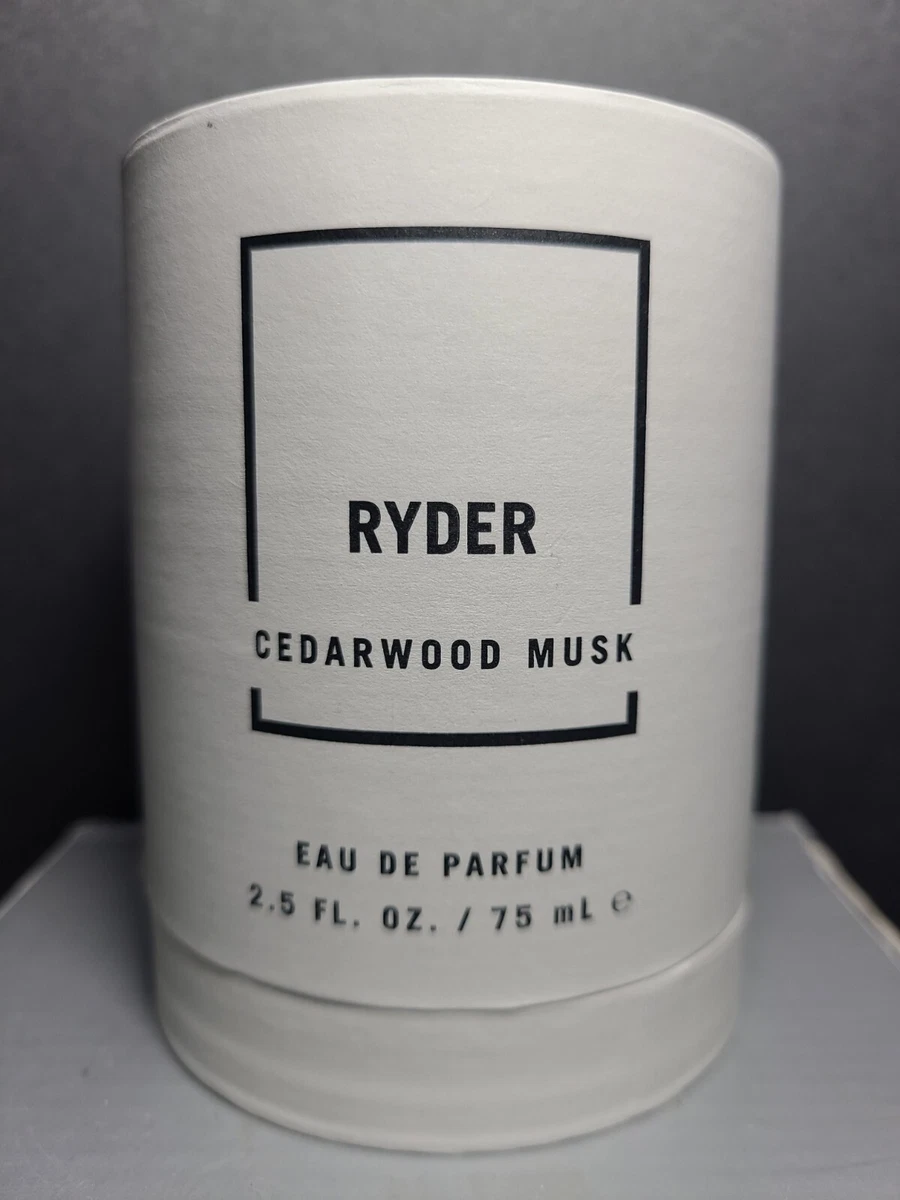 RYDER
CEDARWOOD MUSK
EAU DE PARFUM
2.5 FL. OZ. / 75 mL ℮